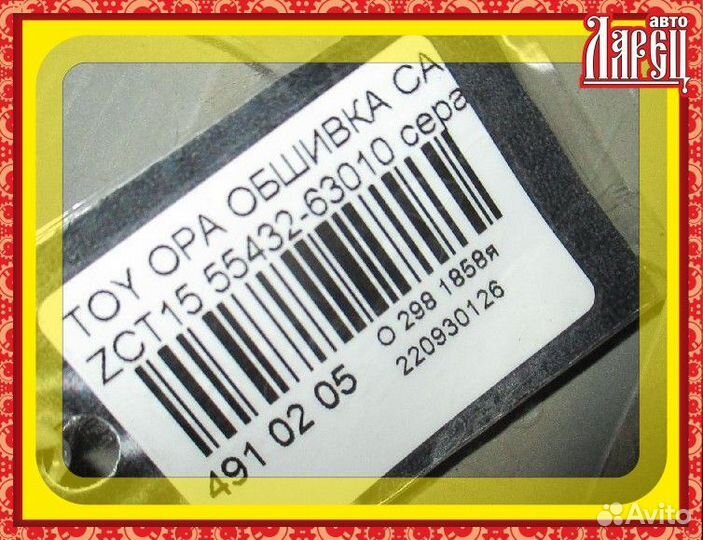 авто
ЛАРЕЦ
TOY OPA ОБШИВКА СА
ZCT15 55432-63010 сера
О 298 1858я
491 02 05
220930126
Avito